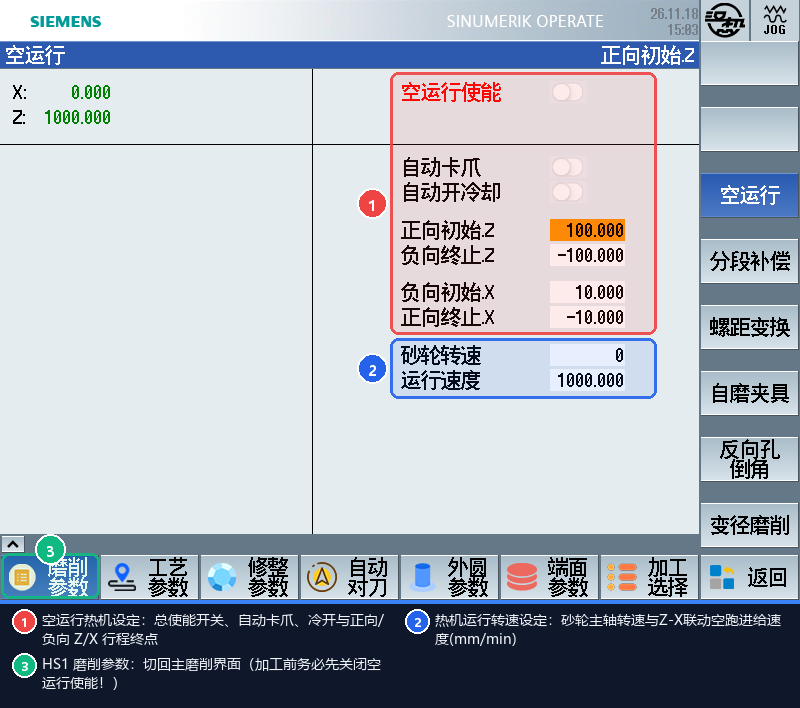 SIEMENS
SINUMERIK OPERATE
26.11.18
15:03
JOG
空运行
正向初始.Z
X: 0.000
Z: 1000.000
空运行使能
自动卡爪
自动开冷却
1
正向初始.Z 100.000
负向终止.Z -100.000
负向初始.X 10.000
正向终止.X -10.000
2
砂轮转速 0
运行速度 1000.000
空运行
分段补偿
螺距变换
自磨夹具
反向孔
倒角
变径磨削
3
磨削
参数
工艺
参数
修整
参数
自动
对刀
外圆
参数
端面
参数
加工
选择
返回
1 空运行热机设定：总使能开关、自动卡爪、冷开与正向/
负向 Z/X 行程终点
2 热机运行转速设定：砂轮主轴转速与Z-X联动空跑进给速
度(mm/min)
3 HS1 磨削参数：切回主磨削界面（加工前务必先关闭空
运行使能！）